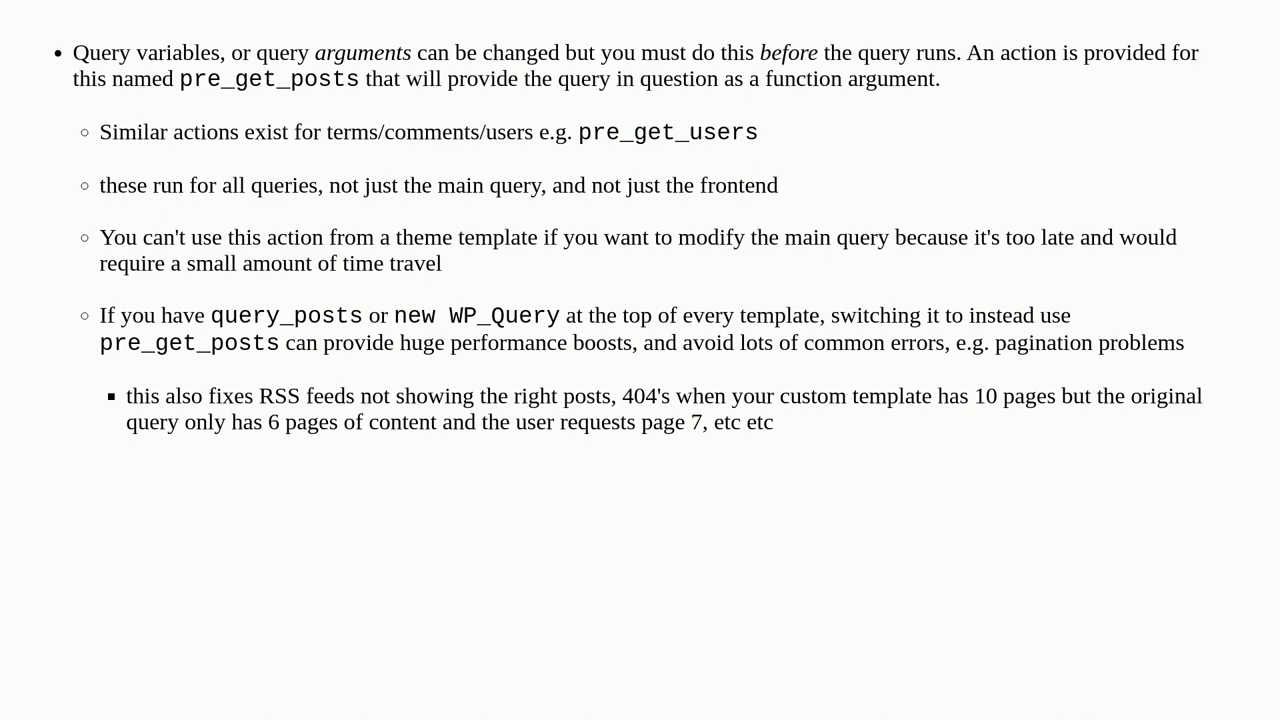 Query variables, or query arguments can be changed but you must do this before the query runs. An action is provided for
this named pre_get_posts that will provide the query in question as a function argument.
Similar actions exist for terms/comments/users e.g. pre_get_users
these run for all queries, not just the main query, and not just the frontend
You can't use this action from a theme template if you want to modify the main query because it's too late and would
require a small amount of time travel
If you have query_posts or new WP_Query at the top of every template, switching it to instead use
pre_get_posts can provide huge performance boosts, and avoid lots of common errors, e.g. pagination problems
this also fixes RSS feeds not showing the right posts, 404's when your custom template has 10 pages but the original
query only has 6 pages of content and the user requests page 7, etc etc